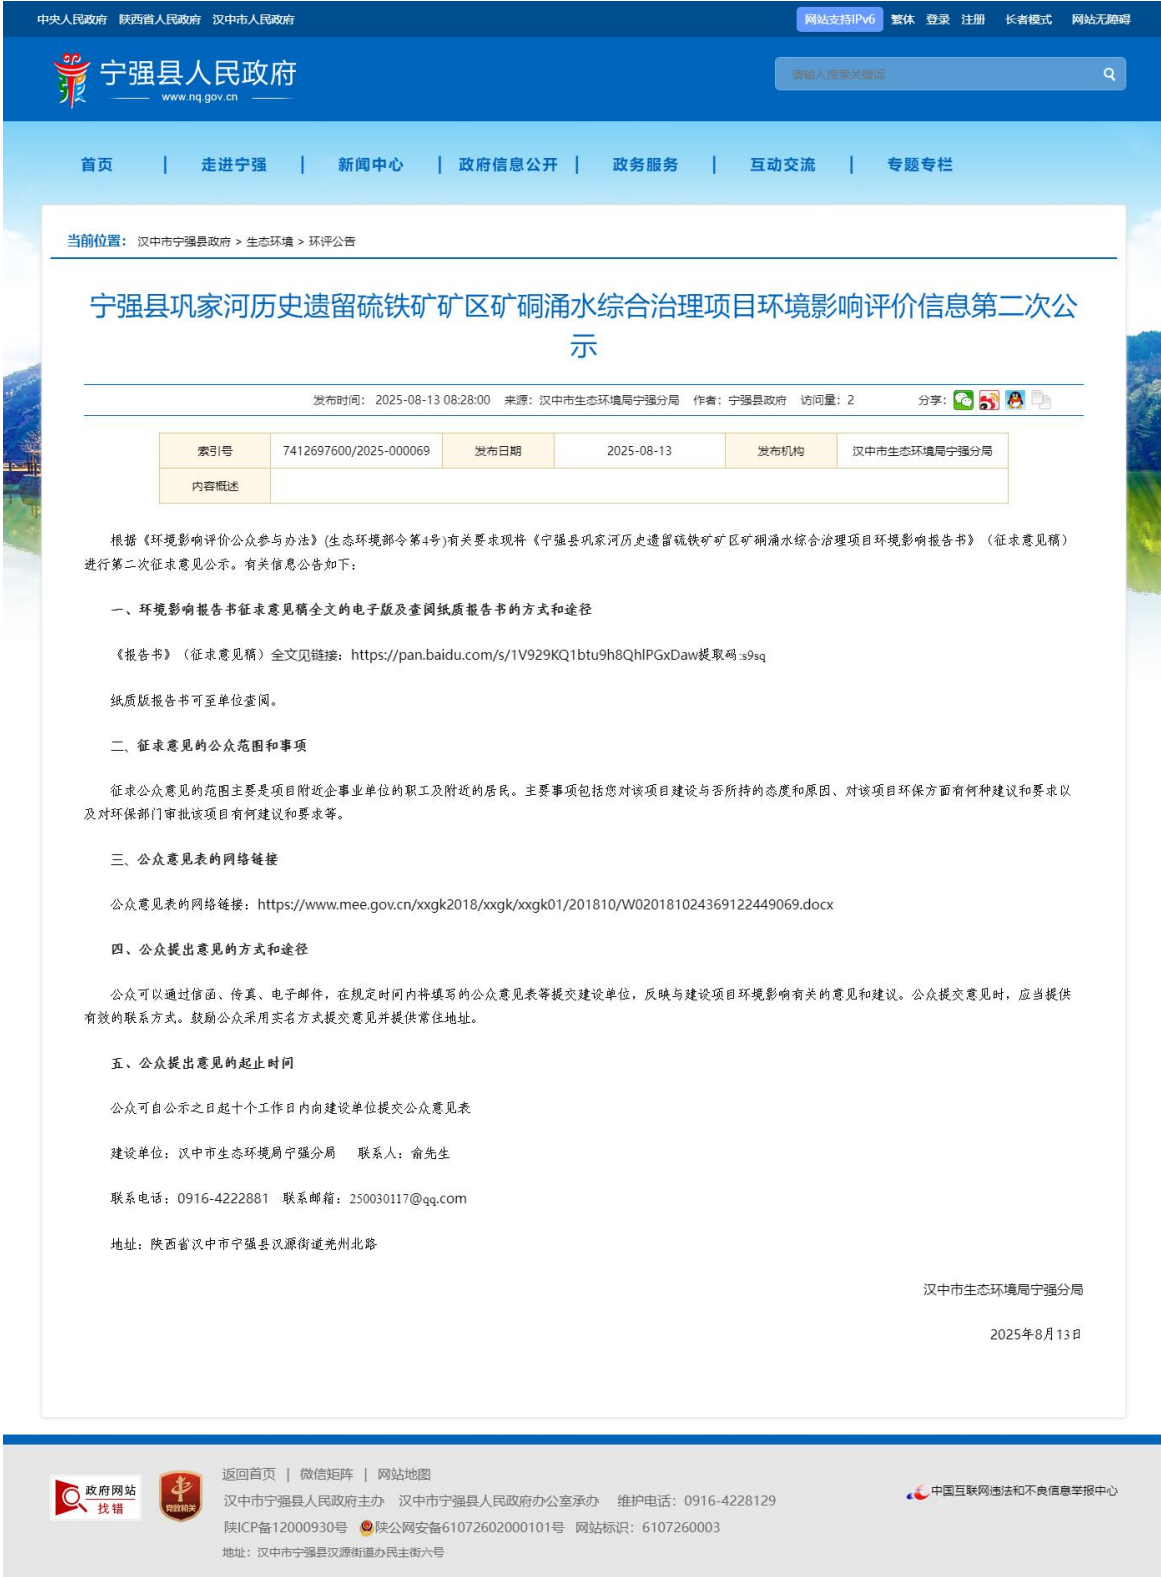 中央人民政府 陕西省人民政府 汉中市人民政府 网站支持IPv6 繁体 登录 注册 长者模式 网站无障碍
宁强县人民政府
www.nq.gov.cn
请输入搜索关键词
首页 | 走进宁强 | 新闻中心 | 政府信息公开 | 政务服务 | 互动交流 | 专题专栏
当前位置： 汉中市宁强县政府 > 生态环境 > 环评公告
宁强县巩家河历史遗留硫铁矿矿区矿硐涌水综合治理项目环境影响评价信息第二次公
示
发布时间： 2025-08-13 08:28:00 来源：汉中市生态环境局宁强分局 作者：宁强县政府 访问量：2 分享：
索引号 7412697600/2025-000069 发布日期 2025-08-13 发布机构 汉中市生态环境局宁强分局
内容概述
根据《环境影响评价公众参与办法》(生态环境部令第4号)有关要求现将《宁强县巩家河历史遗留硫铁矿矿区矿硐涌水综合治理项目环境影响报告书》（征求意见稿）
进行第二次征求意见公示。有关信息公告如下：
一、环境影响报告书征求意见稿全文的电子版及查阅纸质报告书的方式和途径
《报告书》（征求意见稿）全文见链接：https://pan.baidu.com/s/1V929KQ1btu9h8QhlPGxDaw提取码:s9sq
纸质版报告书可至单位查阅。
二、征求意见的公众范围和事项
征求公众意见的范围主要是项目附近企事业单位的职工及附近的居民。主要事项包括您对该项目建设与否所持的态度和原因、对该项目环保方面有何种建议和要求以
及对环保部门审批该项目有何建议和要求等。
三、公众意见表的网络链接
公众意见表的网络链接：https://www.mee.gov.cn/xxgk2018/xxgk/xxgk01/201810/W020181024369122449069.docx
四、公众提出意见的方式和途径
公众可以通过信函、传真、电子邮件，在规定时间内将填写的公众意见表等提交建设单位，反映与建设项目环境影响有关的意见和建议。公众提交意见时，应当提供
有效的联系方式。鼓励公众采用实名方式提交意见并提供常住地址。
五、公众提出意见的起止时间
公众可自公示之日起十个工作日内向建设单位提交公众意见表
建设单位：汉中市生态环境局宁强分局 联系人：俞先生
联系电话：0916-4222881 联系邮箱：250030117@qq.com
地址：陕西省汉中市宁强县汉源街道羌州北路
汉中市生态环境局宁强分局
2025年8月13日
返回首页 | 微信矩阵 | 网站地图
政府网站
找错
党政机关
汉中市宁强县人民政府主办 汉中市宁强县人民政府办公室承办 维护电话：0916-4228129
中国互联网违法和不良信息举报中心
陕ICP备12000930号 陕公网安备61072602000101号 网站标识：6107260003
地址：汉中市宁强县汉源街道办民主街六号